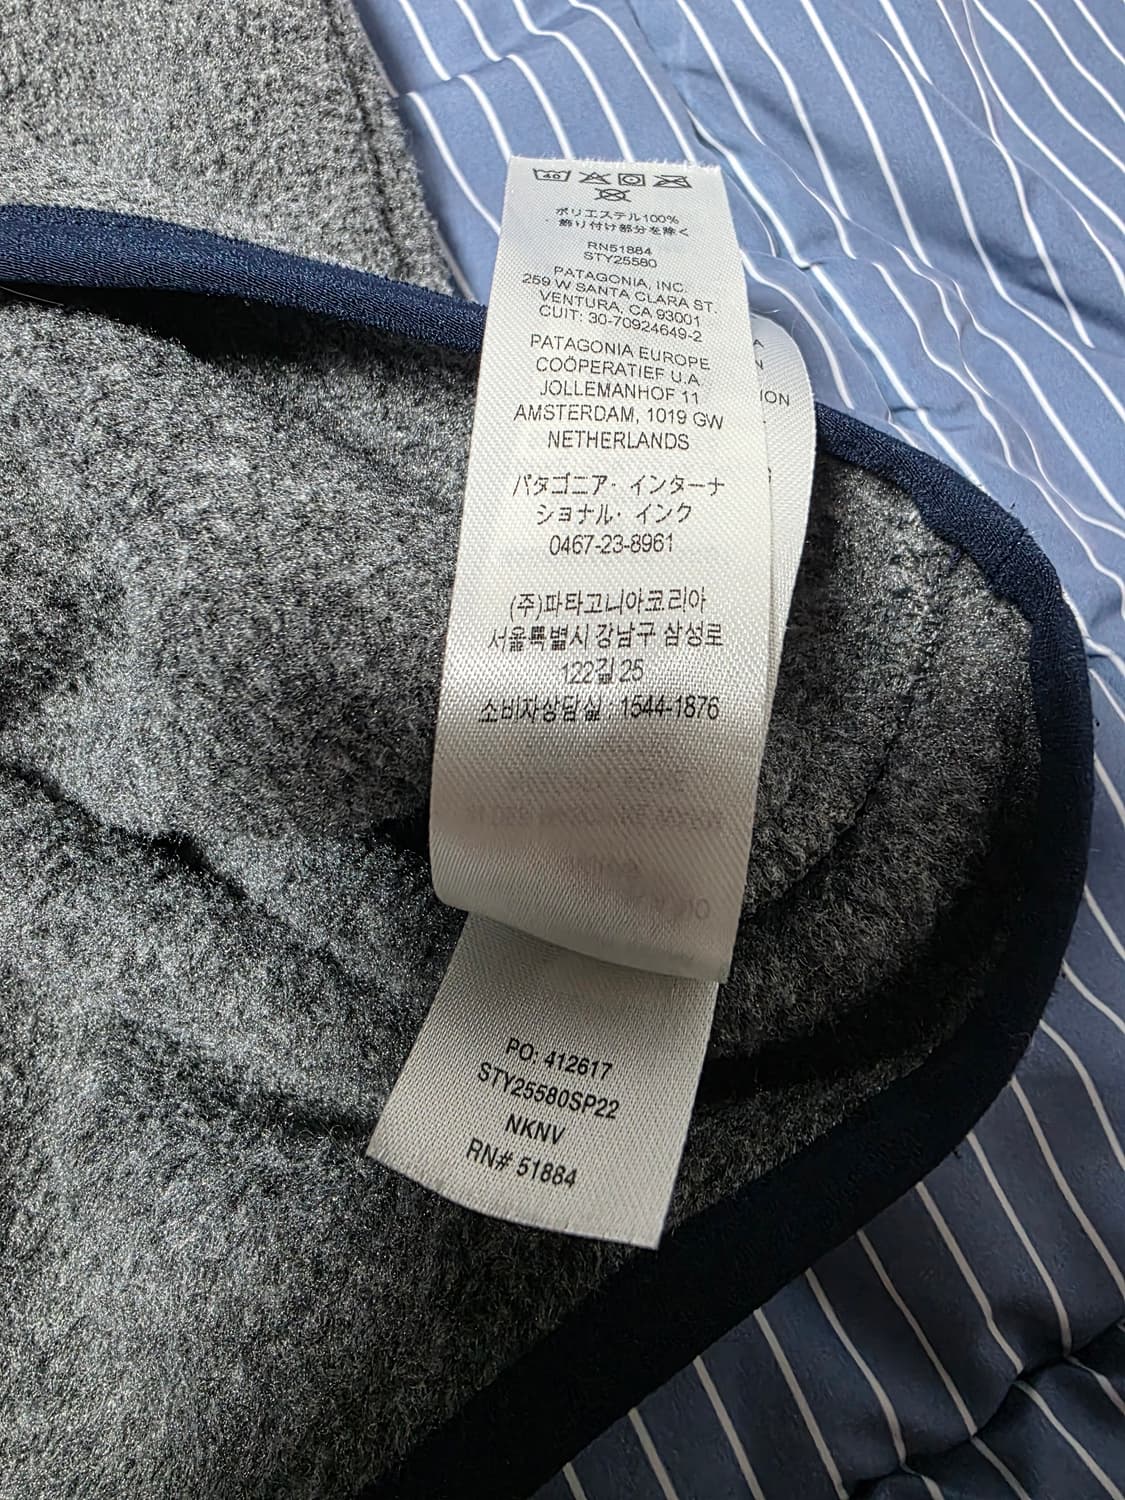 40
ポリエステル100%
飾り付け部分を除く
RN51884
STY25580
PATAGONIA, INC.
259 W SANTA CLARA ST.
VENTURA, CA 93001
CUIT: 30-70924649-2
PATAGONIA EUROPE
COÖPERATIEF U.A
JOLLEMANHOF 11
AMSTERDAM, 1019 GW
NETHERLANDS
パタゴニア・インターナ
ショナル・インク
0467-23-8961
(주)파타고니아코리아
서울특별시 강남구 삼성로
122길 25
소비자상담실: 1544-1876
PO: 412617
STY25580SP22
NKNV
RN# 51884